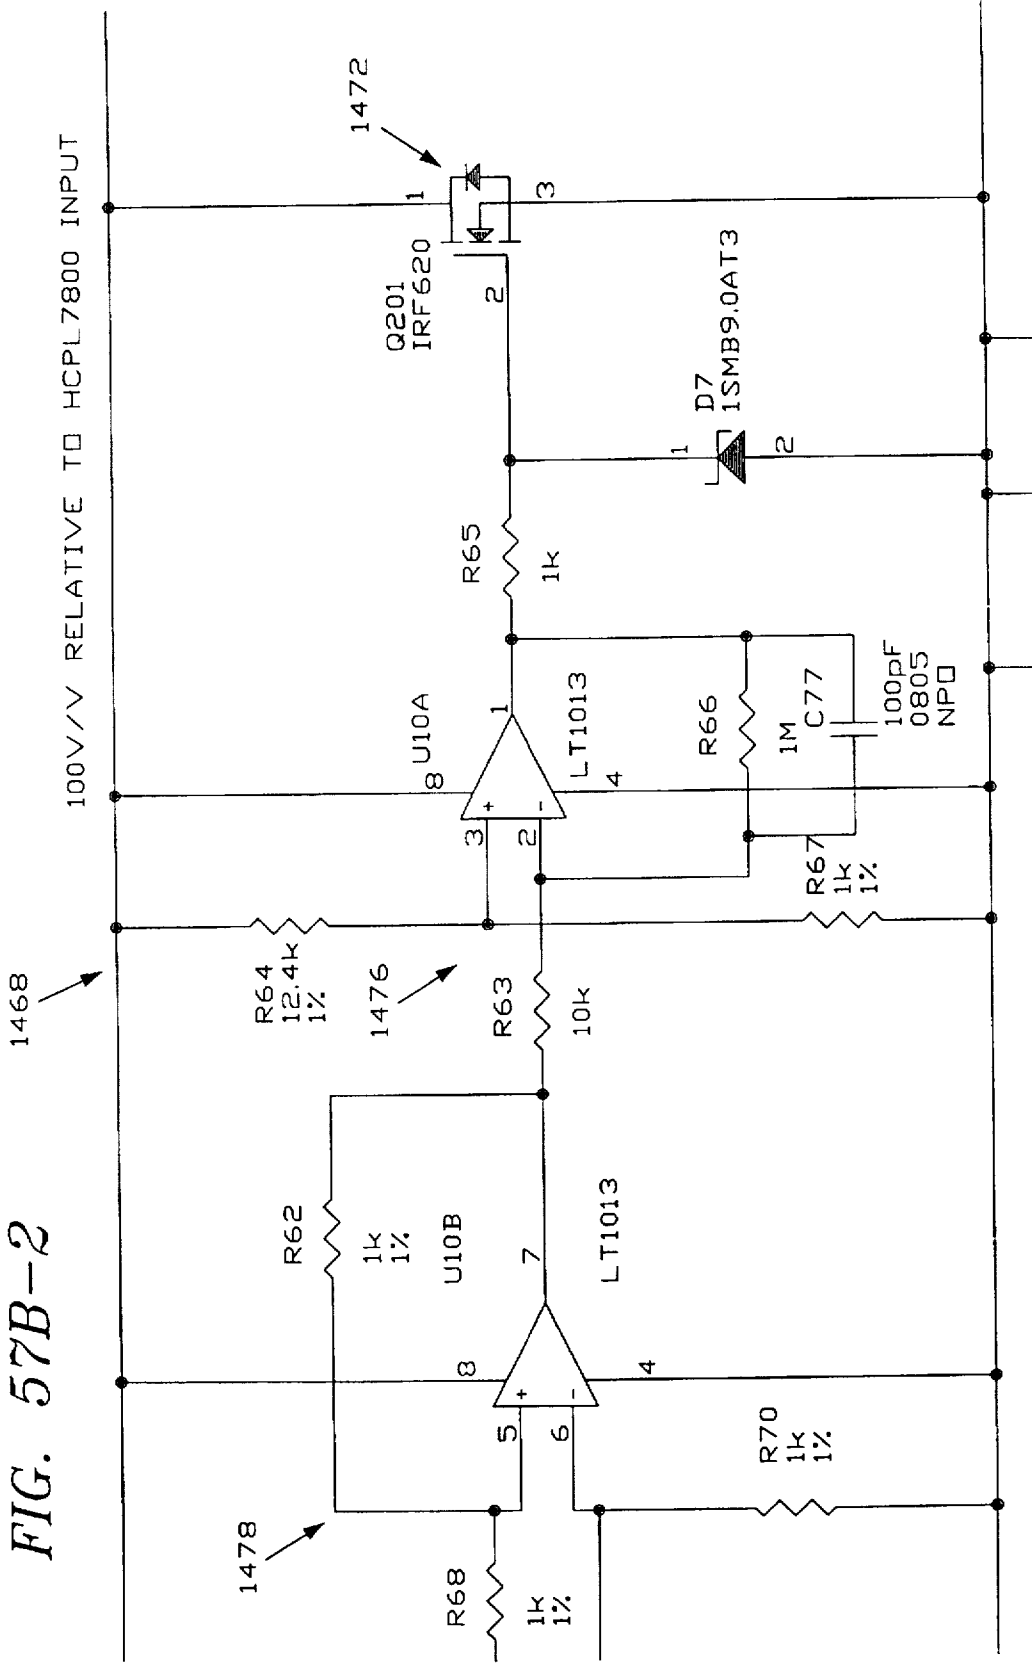 FIG. 57B-2
1468
100V/V RELATIVE TO HCPL7800 INPUT
1478
R68
1k
1%
R62
1k
1%
U10B
5
6
8
+
-
7
4
LT1013
R70
1k
1%
R64
12.4k
1%
1476
R63
10k
U10A
3
2
8
+
-
1
4
LT1013
R67
1k
1%
R66
1M
C77
100pF
0805
NPO
R65
1k
Q201
IRF620
1472
1
2
3
D7
1SMB9.0AT3
1
2